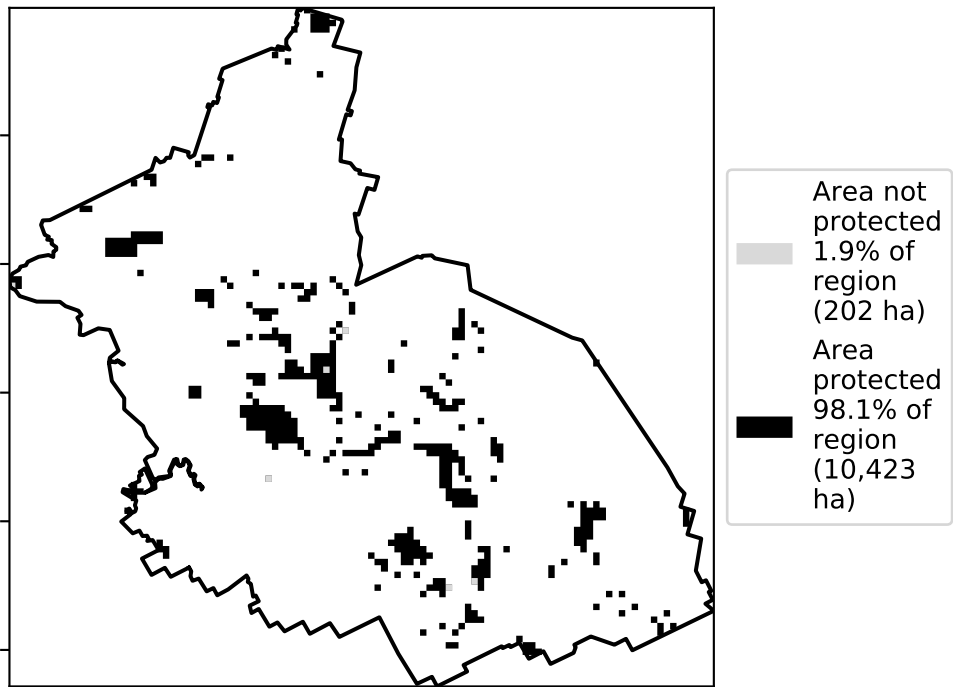 Area not
protected
1.9% of
region
(202 ha)
Area
protected
98.1% of
region
(10,423
ha)